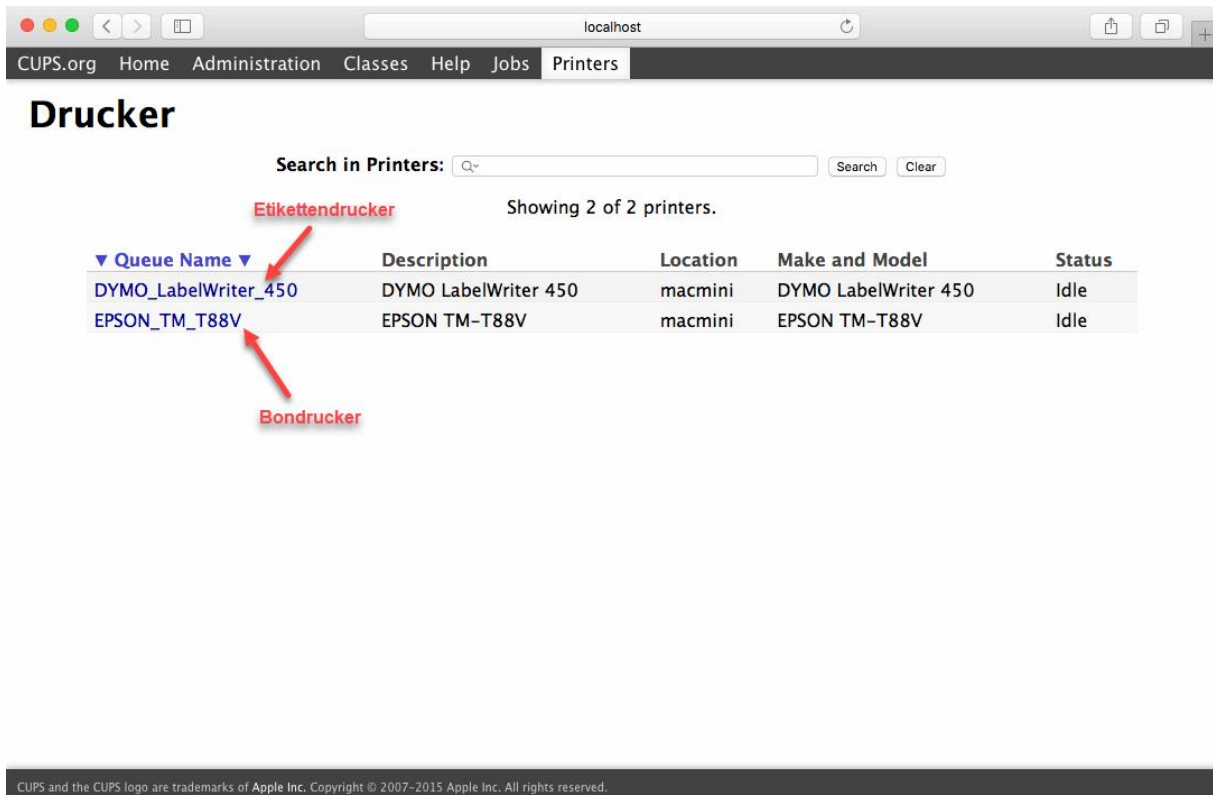 localhost
CUPS.org Home Administration Classes Help Jobs Printers
Drucker
Search in Printers: Search Clear
Etikettendrucker
Showing 2 of 2 printers.
▼ Queue Name ▼ Description Location Make and Model Status
DYMO_LabelWriter_450 DYMO LabelWriter 450 macmini DYMO LabelWriter 450 Idle
EPSON_TM_T88V EPSON TM-T88V macmini EPSON TM-T88V Idle
Bondrucker
CUPS and the CUPS logo are trademarks of Apple Inc. Copyright © 2007-2015 Apple Inc. All rights reserved.